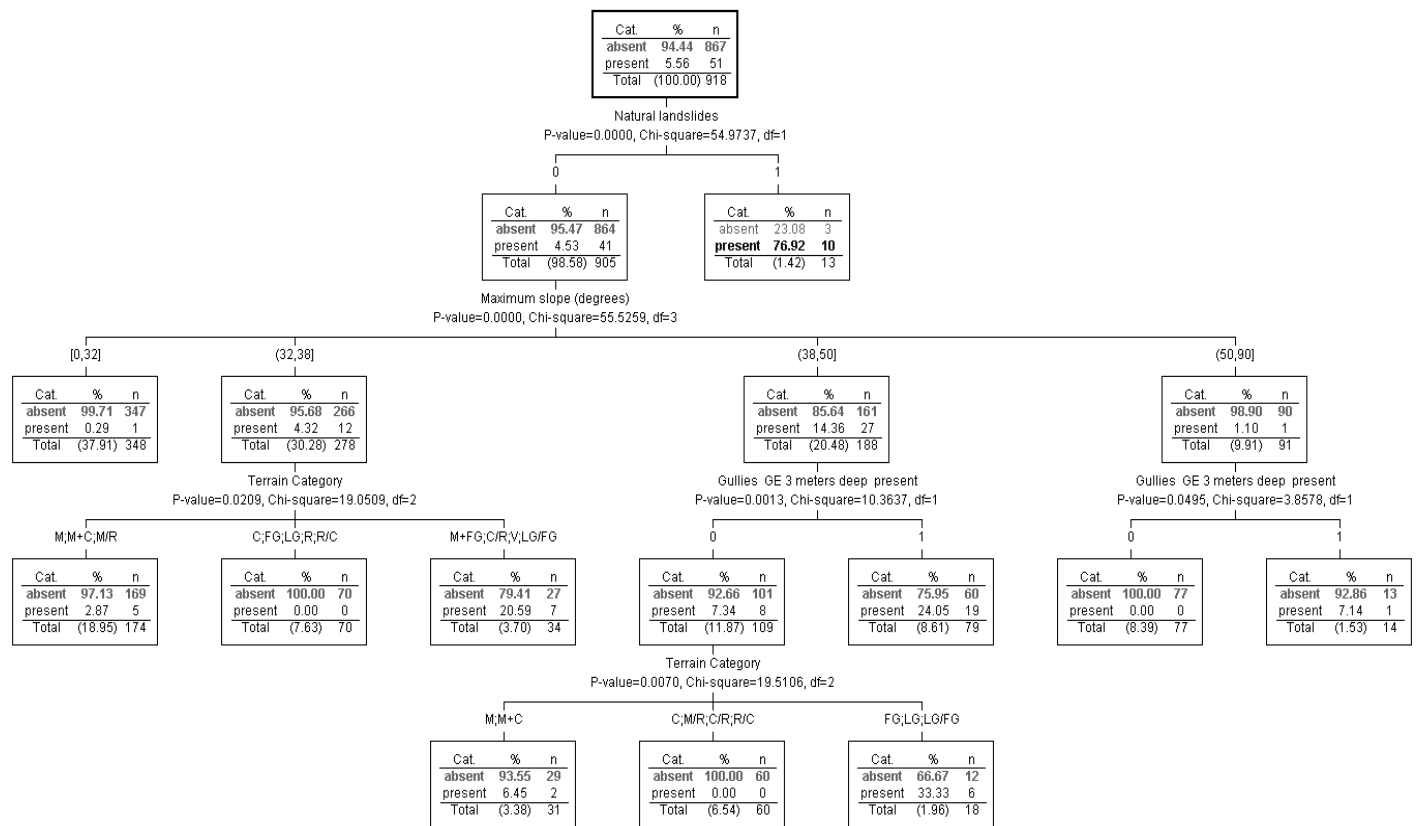 Cat. % n
absent 94.44 867
present 5.56 51
Total (100.00) 918
Natural landslides
P-value=0.0000, Chi-square=54.9737, df=1
0
1
Cat. % n
absent 95.47 864
present 4.53 41
Total (98.58) 905
Cat. % n
absent 23.08 3
present 76.92 10
Total (1.42) 13
Maximum slope (degrees)
P-value=0.0000, Chi-square=55.5259, df=3
[0,32]
(32,38]
(38,50]
(50,90]
Cat. % n
absent 99.71 347
present 0.29 1
Total (37.91) 348
Cat. % n
absent 95.68 266
present 4.32 12
Total (30.28) 278
Cat. % n
absent 85.64 161
present 14.36 27
Total (20.48) 188
Cat. % n
absent 98.90 90
present 1.10 1
Total (9.91) 91
Terrain Category
P-value=0.0209, Chi-square=19.0509, df=2
Gullies GE 3 meters deep present
P-value=0.0013, Chi-square=10.3637, df=1
Gullies GE 3 meters deep present
P-value=0.0495, Chi-square=3.8578, df=1
M;M+C;M/R
C;FG;LG;R;R/C
M+FG;C/R;V;LG/FG
0
1
0
1
Cat. % n
absent 97.13 169
present 2.87 5
Total (18.95) 174
Cat. % n
absent 100.00 70
present 0.00 0
Total (7.63) 70
Cat. % n
absent 79.41 27
present 20.59 7
Total (3.70) 34
Cat. % n
absent 92.66 101
present 7.34 8
Total (11.87) 109
Cat. % n
absent 75.95 60
present 24.05 19
Total (8.61) 79
Cat. % n
absent 100.00 77
present 0.00 0
Total (8.39) 77
Cat. % n
absent 92.86 13
present 7.14 1
Total (1.53) 14
Terrain Category
P-value=0.0070, Chi-square=19.5106, df=2
M;M+C
C;M/R;C/R;R/C
FG;LG;LG/FG
Cat. % n
absent 93.55 29
present 6.45 2
Total (3.38) 31
Cat. % n
absent 100.00 60
present 0.00 0
Total (6.54) 60
Cat. % n
absent 66.67 12
present 33.33 6
Total (1.96) 18